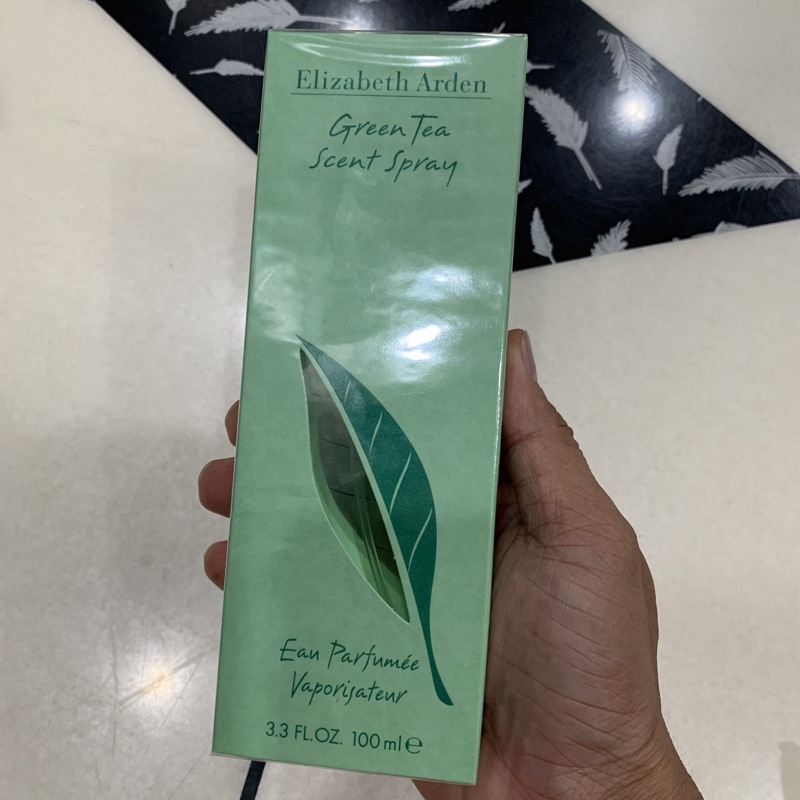 Elizabeth Arden
Green Tea
Scent Spray
Eau Parfumée
Vaporisateur
3.3 FL.OZ. 100 ml ℮